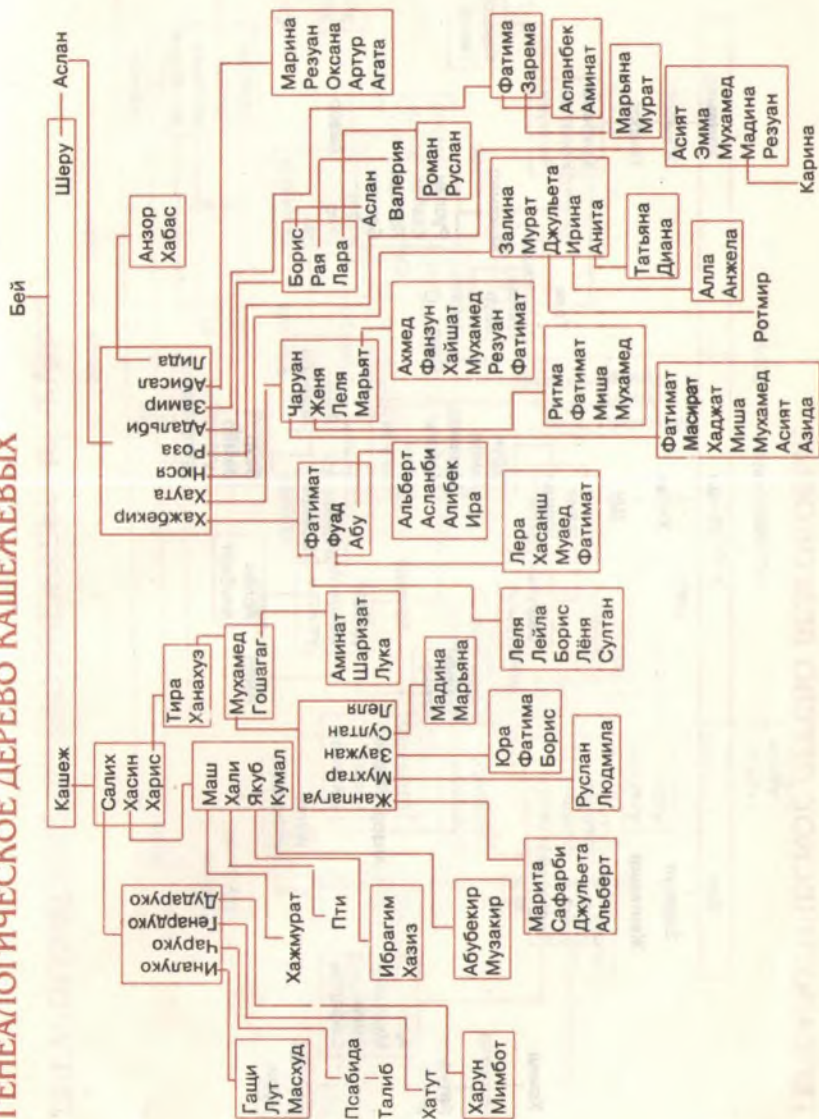 ГЕНЕАЛОГИЧЕСКОЕ ДЕРЕВО КАШЕЖЕВЫХ
Бей
Кашеж
Шеру
Аслан
Салих
Хасин
Харис
Иналуко
Чаруко
Генардуко
Дударуко
Гащи
Лут
Масхуд
Псабида
Талиб
Хатут
Харун
Мимбот
Маш
Хали
Якуб
Кумал
Хажмурат
Пти
Ибрагим
Хазиз
Абубекир
Музакир
Тира
Ханахуз
Мухамед
Гошагаг
Аминат
Шаризат
Лука
Жанпагуа
Мухтар
Заужан
Султан
Леля
Марита
Сафарби
Джульета
Альберт
Руслан
Людмила
Юра
Фатима
Борис
Мадина
Марьяна
Хажбекир
Хаута
Нюся
Роза
Адальби
Замир
Абисал
Лида
Анзор
Хабас
Фатимат
Фуад
Абу
Леля
Лейла
Борис
Лёня
Султан
Лера
Хасанш
Муаед
Фатимат
Альберт
Асланби
Алибек
Ира
Чаруан
Женя
Леля
Марьят
Фатимат
Масират
Хаджат
Миша
Мухамед
Асият
Азида
Ритма
Фатимат
Миша
Мухамед
Ахмед
Фанзун
Хайшат
Мухамед
Резуан
Фатимат
Залина
Мурат
Джульета
Ирина
Анита
Ротмир
Алла
Анжела
Татьяна
Диана
Асият
Эмма
Мухамед
Мадина
Резуан
Карина
Борис
Рая
Лара
Аслан
Валерия
Роман
Руслан
Фатима
Зарема
Асланбек
Аминат
Марьяна
Мурат
Марина
Резуан
Оксана
Артур
Агата